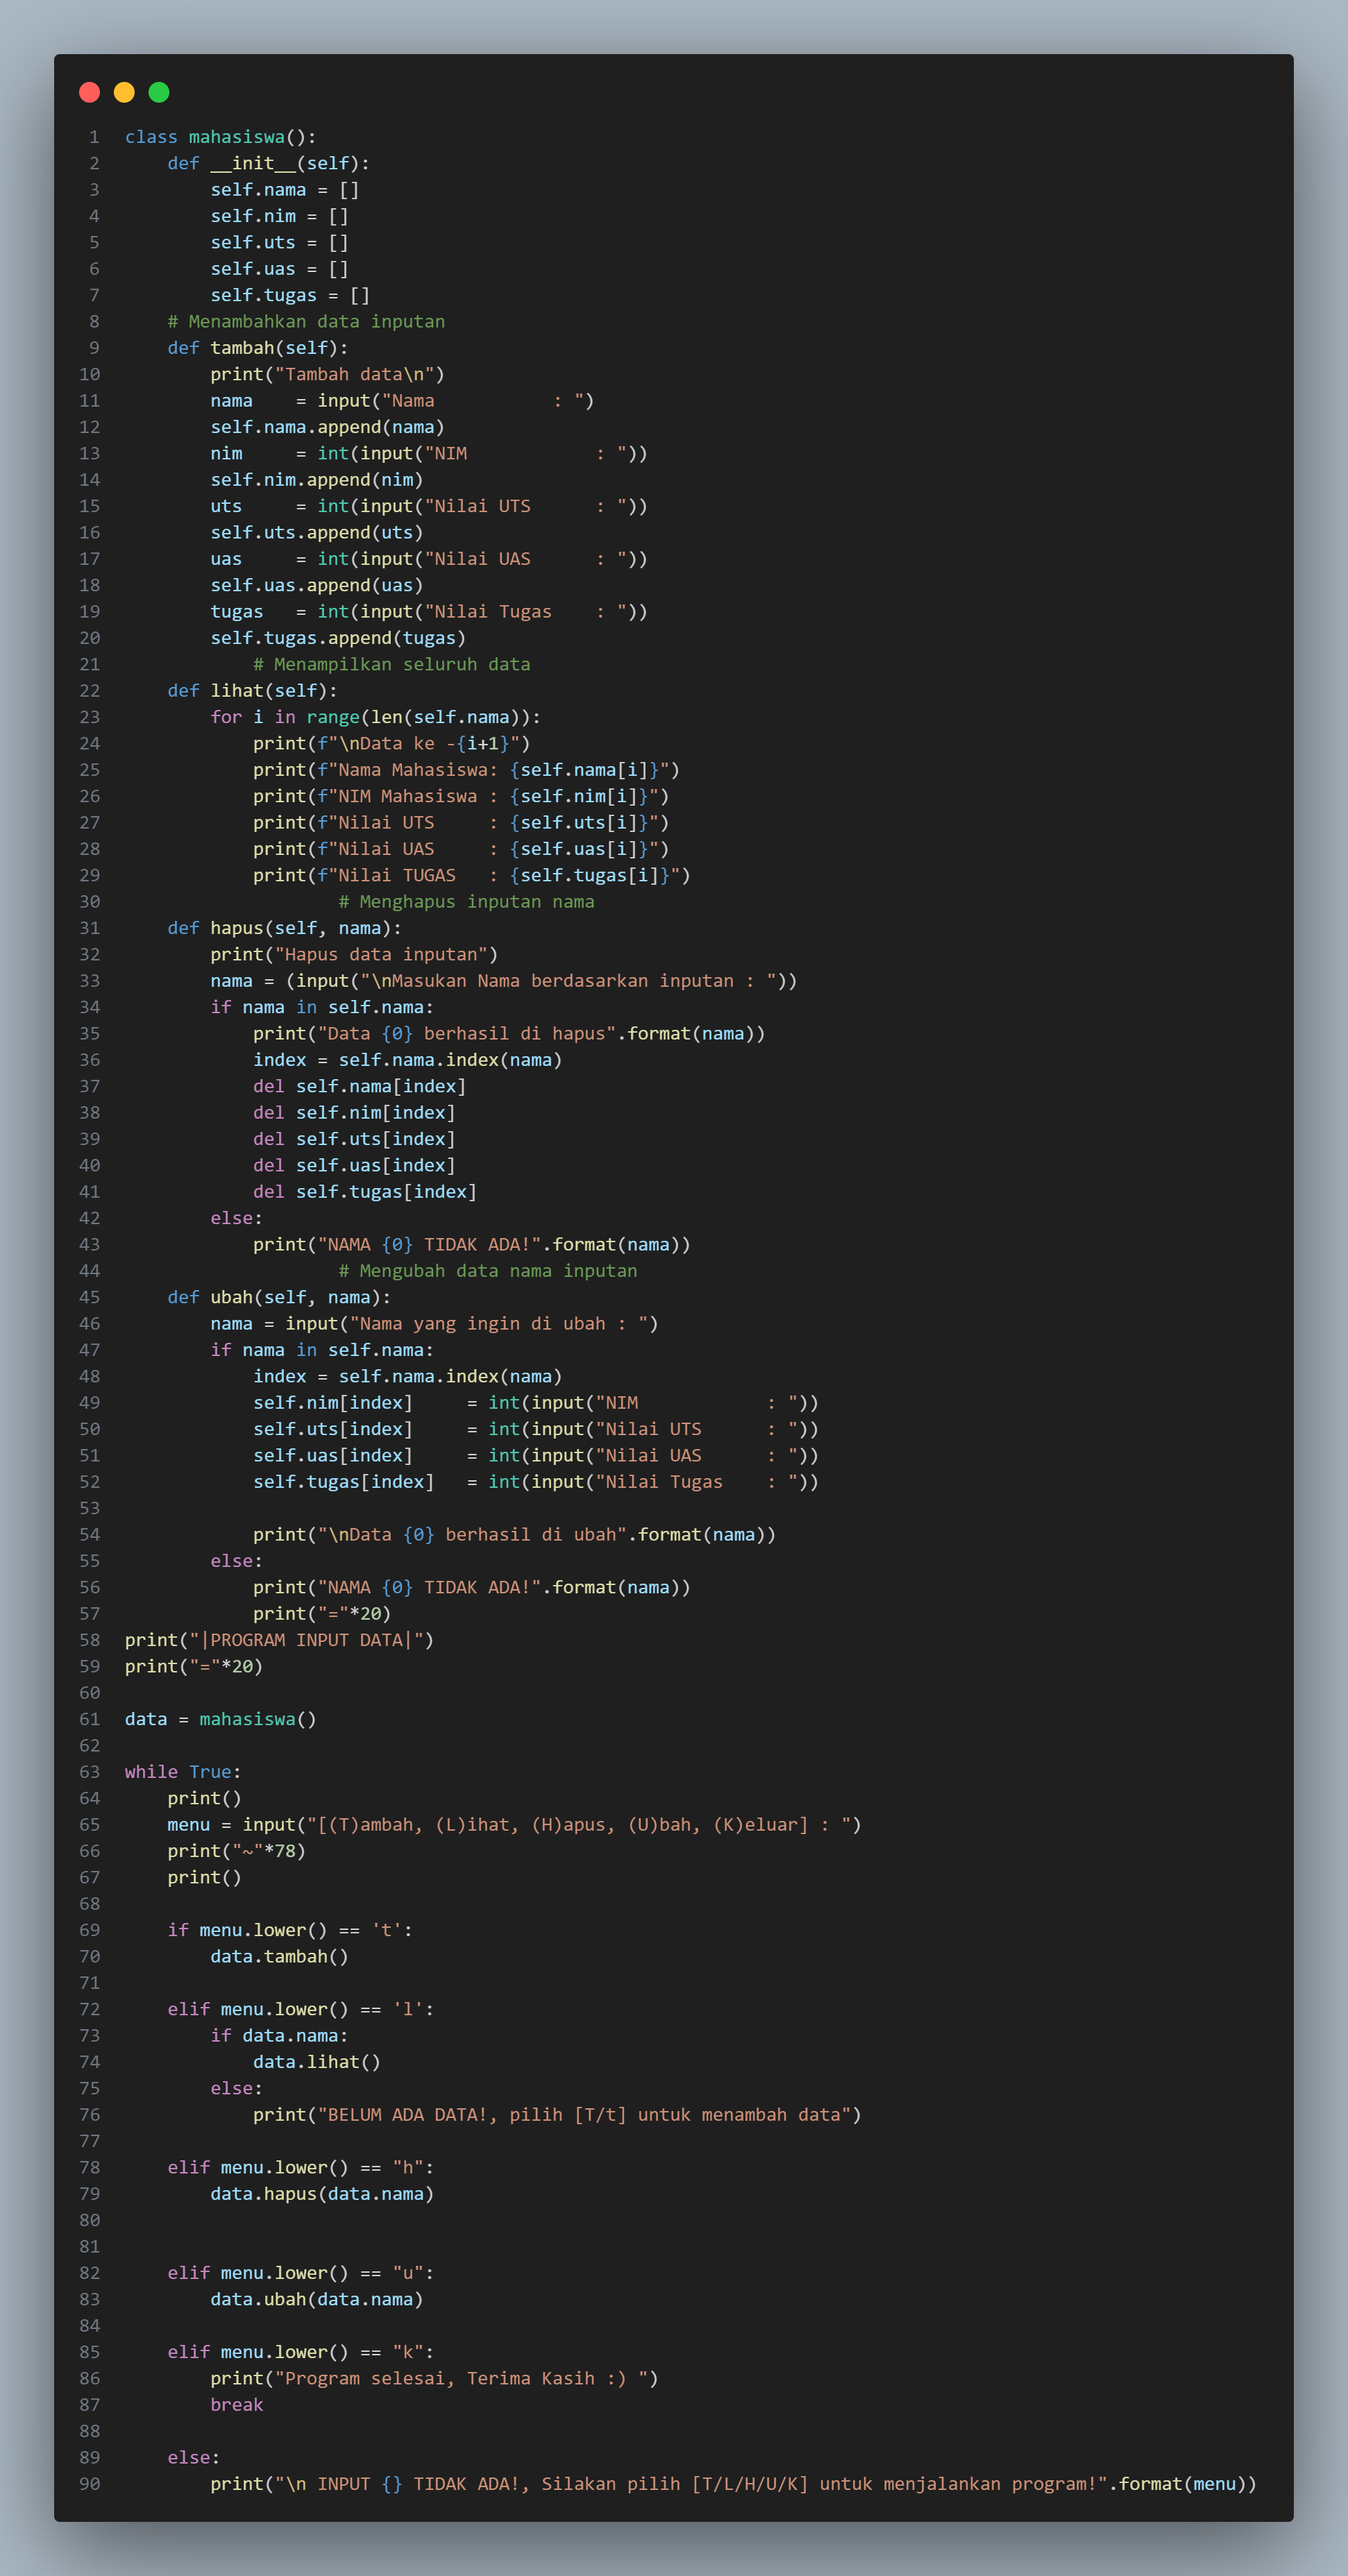 1 class mahasiswa():
2     def __init__(self):
3         self.nama = []
4         self.nim = []
5         self.uts = []
6         self.uas = []
7         self.tugas = []
8     # Menambahkan data inputan
9     def tambah(self):
10         print("Tambah data\n")
11         nama    = input("Nama           : ")
12         self.nama.append(nama)
13         nim     = int(input("NIM            : "))
14         self.nim.append(nim)
15         uts     = int(input("Nilai UTS      : "))
16         self.uts.append(uts)
17         uas     = int(input("Nilai UAS      : "))
18         self.uas.append(uas)
19         tugas   = int(input("Nilai Tugas    : "))
20         self.tugas.append(tugas)
21             # Menampilkan seluruh data
22     def lihat(self):
23         for i in range(len(self.nama)):
24             print(f"\nData ke -{i+1}")
25             print(f"Nama Mahasiswa: {self.nama[i]}")
26             print(f"NIM Mahasiswa : {self.nim[i]}")
27             print(f"Nilai UTS     : {self.uts[i]}")
28             print(f"Nilai UAS     : {self.uas[i]}")
29             print(f"Nilai TUGAS   : {self.tugas[i]}")
30                     # Menghapus inputan nama
31     def hapus(self, nama):
32         print("Hapus data inputan")
33         nama = (input("\nMasukan Nama berdasarkan inputan : "))
34         if nama in self.nama:
35             print("Data {0} berhasil di hapus".format(nama))
36             index = self.nama.index(nama)
37             del self.nama[index]
38             del self.nim[index]
39             del self.uts[index]
40             del self.uas[index]
41             del self.tugas[index]
42         else:
43             print("NAMA {0} TIDAK ADA!".format(nama))
44                     # Mengubah data nama inputan
45     def ubah(self, nama):
46         nama = input("Nama yang ingin di ubah : ")
47         if nama in self.nama:
48             index = self.nama.index(nama)
49             self.nim[index]     = int(input("NIM            : "))
50             self.uts[index]     = int(input("Nilai UTS      : "))
51             self.uas[index]     = int(input("Nilai UAS      : "))
52             self.tugas[index]   = int(input("Nilai Tugas    : "))
53
54             print("\nData {0} berhasil di ubah".format(nama))
55         else:
56             print("NAMA {0} TIDAK ADA!".format(nama))
57             print("="*20)
58 print("|PROGRAM INPUT DATA|")
59 print("="*20)
60
61 data = mahasiswa()
62
63 while True:
64     print()
65     menu = input("[(T)ambah, (L)ihat, (H)apus, (U)bah, (K)eluar] : ")
66     print("~"*78)
67     print()
68
69     if menu.lower() == 't':
70         data.tambah()
71
72     elif menu.lower() == 'l':
73         if data.nama:
74             data.lihat()
75         else:
76             print("BELUM ADA DATA!, pilih [T/t] untuk menambah data")
77
78     elif menu.lower() == "h":
79         data.hapus(data.nama)
80
81
82     elif menu.lower() == "u":
83         data.ubah(data.nama)
84
85     elif menu.lower() == "k":
86         print("Program selesai, Terima Kasih :) ")
87         break
88
89     else:
90         print("\n INPUT {} TIDAK ADA!, Silakan pilih [T/L/H/U/K] untuk menjalankan program!".format(menu))